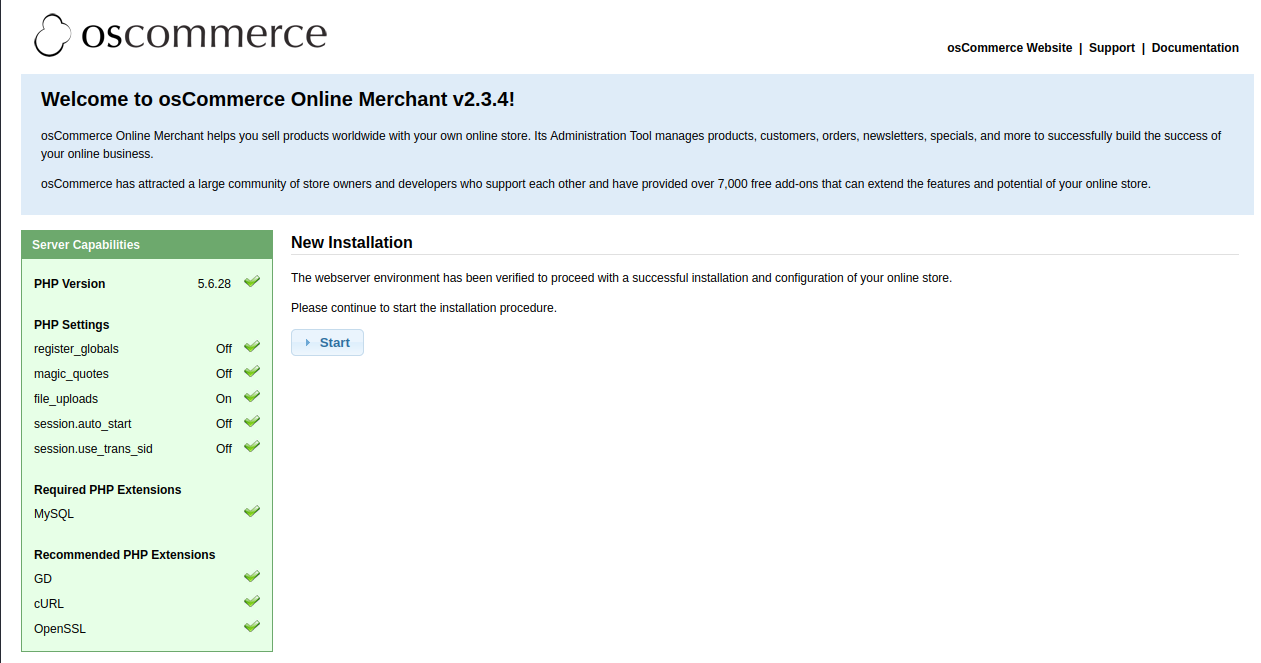 oscommerce
osCommerce Website | Support | Documentation
Welcome to osCommerce Online Merchant v2.3.4!
osCommerce Online Merchant helps you sell products worldwide with your own online store. Its Administration Tool manages products, customers, orders, newsletters, specials, and more to successfully build the success of
your online business.
osCommerce has attracted a large community of store owners and developers who support each other and have provided over 7,000 free add-ons that can extend the features and potential of your online store.
Server Capabilities
PHP Version 5.6.28
PHP Settings
register_globals Off
magic_quotes Off
file_uploads On
session.auto_start Off
session.use_trans_sid Off
Required PHP Extensions
MySQL
Recommended PHP Extensions
GD
cURL
OpenSSL
New Installation
The webserver environment has been verified to proceed with a successful installation and configuration of your online store.
Please continue to start the installation procedure.
Start